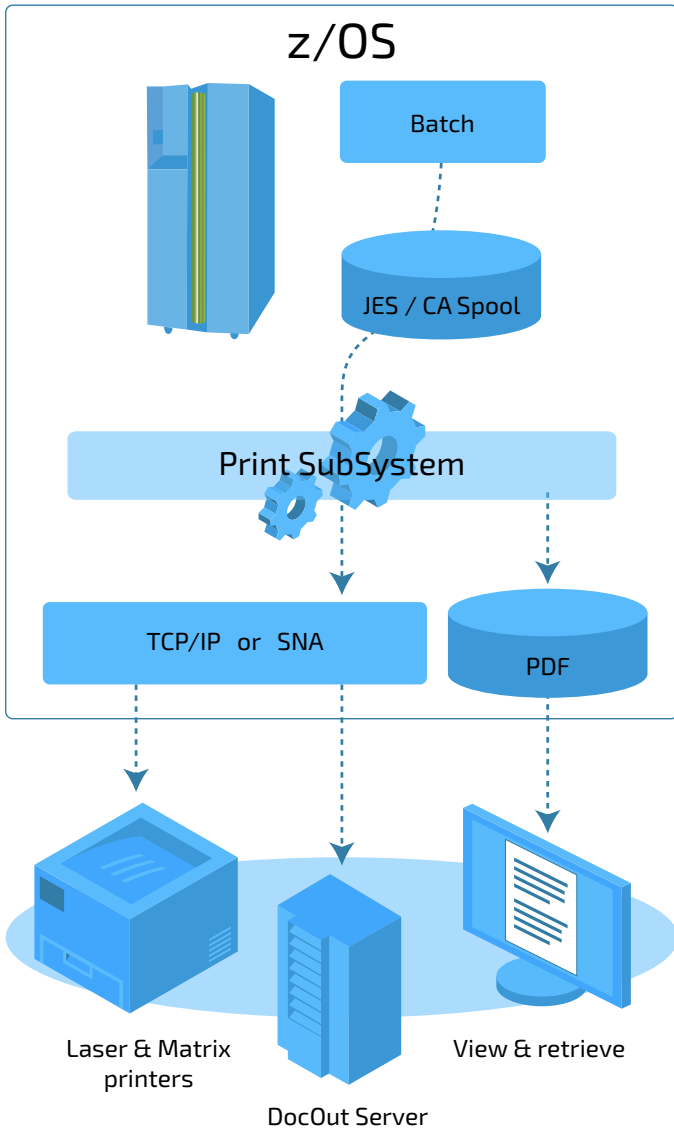 z/OS
Batch
JES / CA Spool
Print SubSystem
TCP/IP or SNA
PDF
Laser & Matrix
printers
View & retrieve
DocOut Server